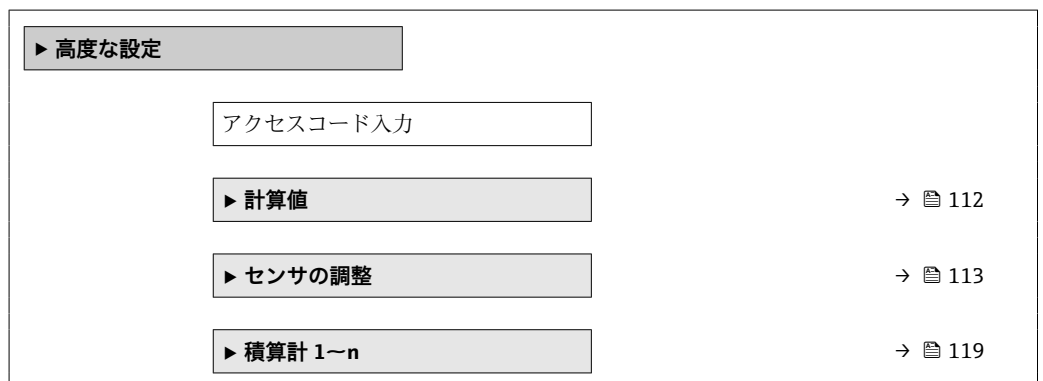 ▶ 高度な設定
アクセスコード入力
▶ 計算値 → 112
▶ センサの調整 → 113
▶ 積算計 1～n → 119